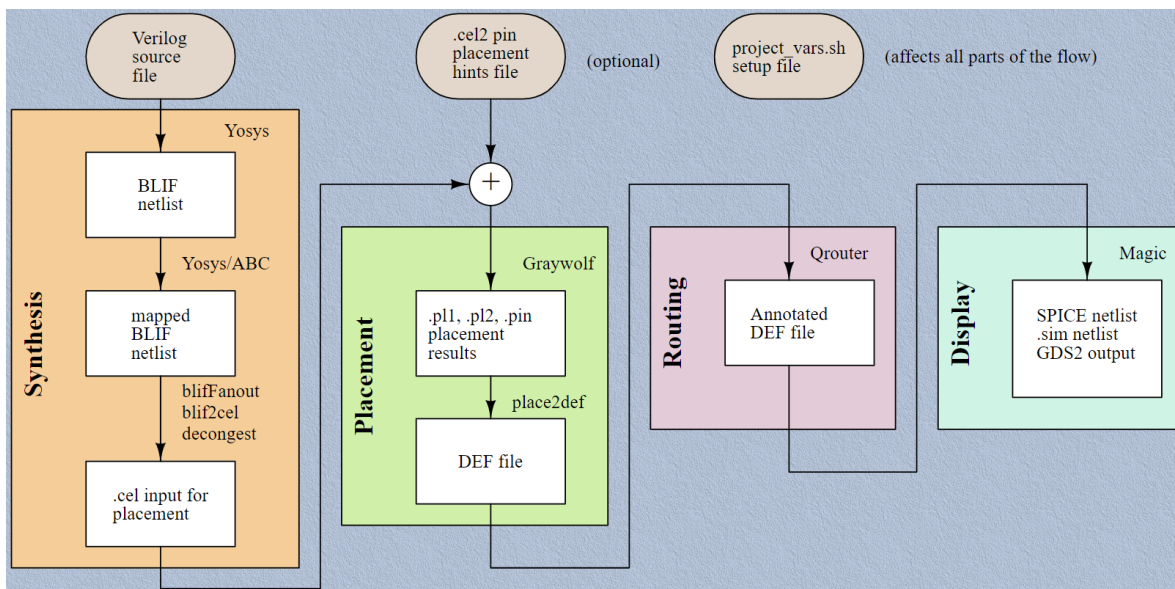 Verilog
source
file
.cel2 pin
placement
hints file
(optional)
project_vars.sh
setup file
(affects all parts of the flow)
Synthesis
Yosys
BLIF
netlist
Yosys/ABC
mapped
BLIF
netlist
blifFanout
blif2cel
decongest
.cel input for
placement
+
Placement
Graywolf
.pl1, .pl2, .pin
placement
results
place2def
DEF file
Routing
Qrouter
Annotated
DEF file
Display
Magic
SPICE netlist
.sim netlist
GDS2 output